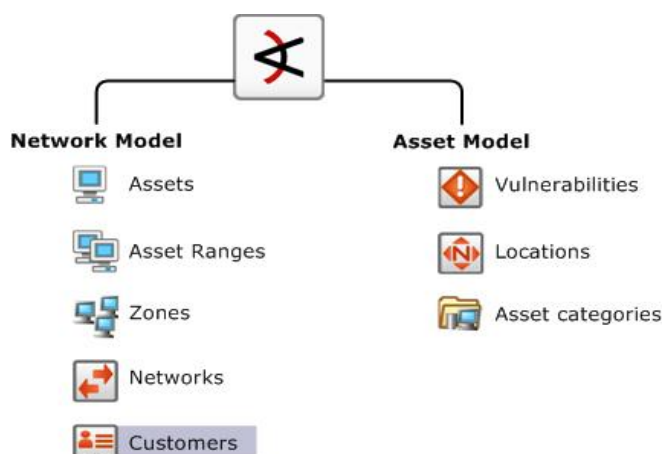 Network Model
Assets
Asset Ranges
Zones
Networks
Customers
Asset Model
Vulnerabilities
Locations
Asset categories